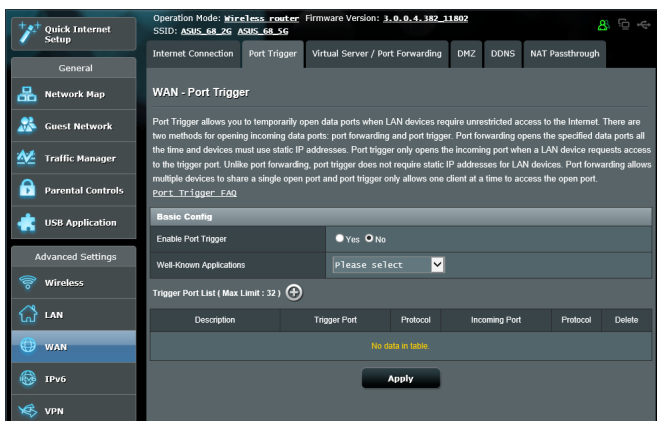 Quick Internet
Setup
General
Network Map
Guest Network
Traffic Manager
Parental Controls
USB Application
Advanced Settings
Wireless
LAN
WAN
IPv6
VPN
Operation Mode: Wireless router Firmware Version: 3.0.0.4.382_11802
SSID: ASUS_68_2G ASUS_68_5G
Internet Connection Port Trigger Virtual Server / Port Forwarding DMZ DDNS NAT Passthrough
WAN - Port Trigger
Port Trigger allows you to temporarily open data ports when LAN devices require unrestricted access to the Internet. There are
two methods for opening incoming data ports: port forwarding and port trigger. Port forwarding opens the specified data ports all
the time and devices must use static IP addresses. Port trigger only opens the incoming port when a LAN device requests access
to the trigger port. Unlike port forwarding, port trigger does not require static IP addresses for LAN devices. Port forwarding allows
multiple devices to share a single open port and port trigger only allows one client at a time to access the open port.
Port Trigger FAQ
Basic Config
Enable Port Trigger Yes No
Well-Known Applications Please select
Trigger Port List ( Max Limit : 32 )
Description Trigger Port Protocol Incoming Port Protocol Delete
No data in table.
Apply